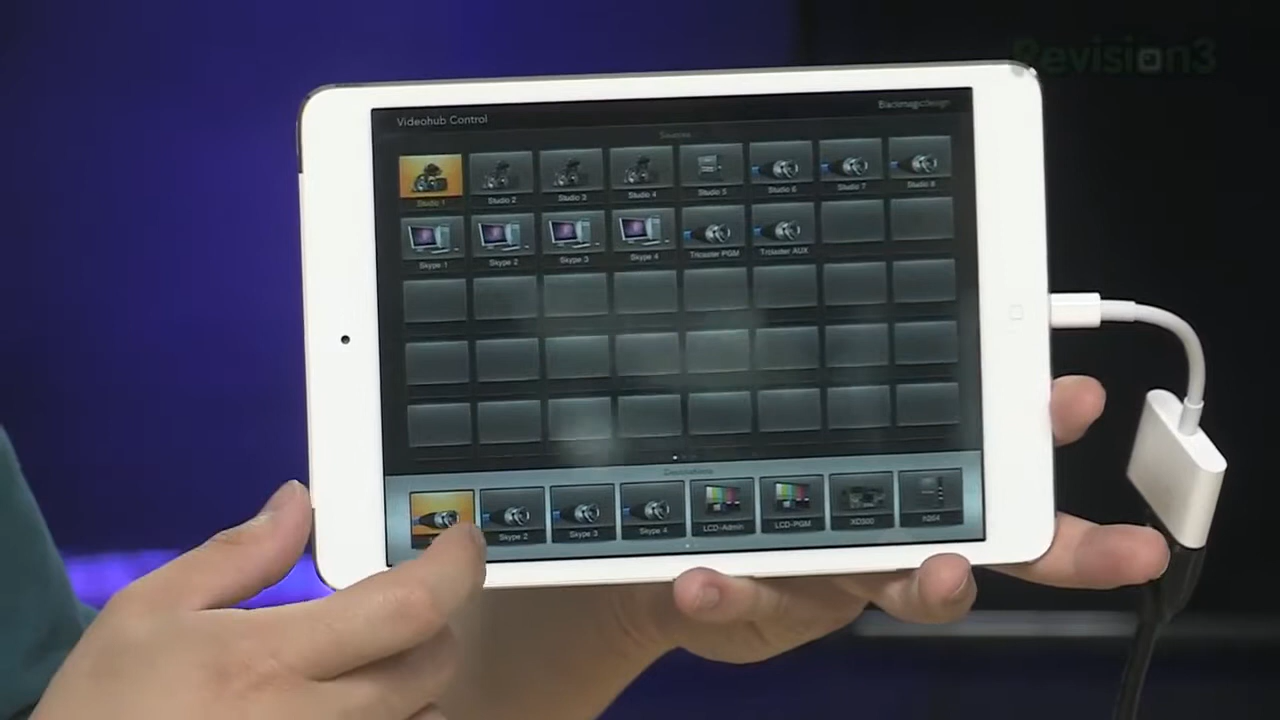 Revision3
Videohub Control
Blackmagicdesign
Sources
Studio 1
Studio 2
Studio 3
Studio 4
Studio 5
Studio 6
Studio 7
Studio 8
Skype 1
Skype 2
Skype 3
Skype 4
Tricaster PGM
Tricaster AUX
Destinations
Skype 2
Skype 3
Skype 4
LCD-Admin
LCD-PGM
XD300
h264